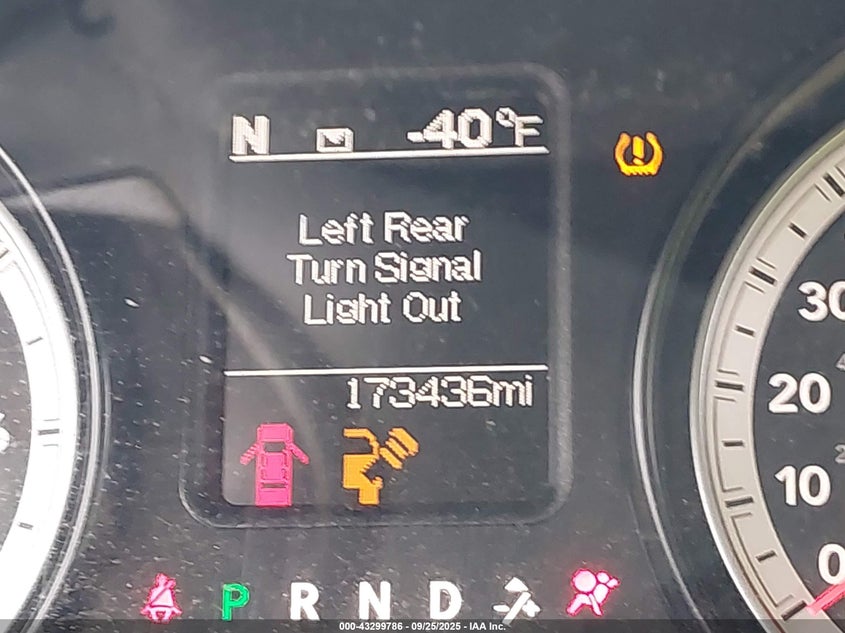 N -40°F
Left Rear
Turn Signal
Light Out
173436mi
30
20
10
0
P R N D
000-43299786 - 09/25/2025 - IAA Inc.